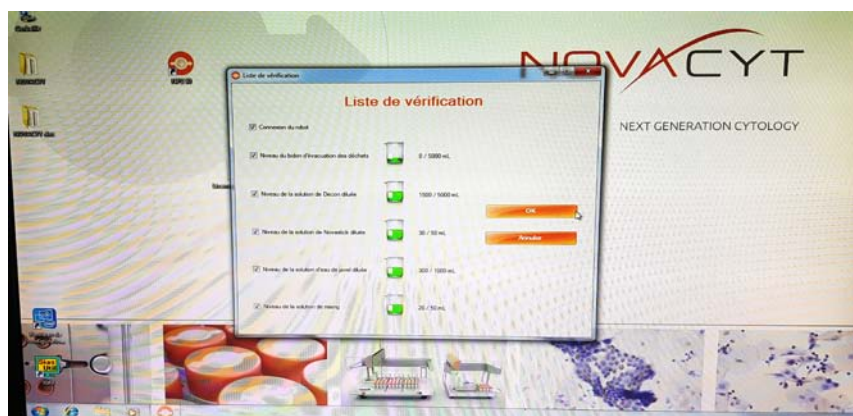 NOVACYT
NEXT GENERATION CYTOLOGY
Liste de vérification
Liste de vérification
Connexion du robot
Niveau du bidon d'évacuation des déchets
0 / 5000 mL
Niveau de la solution de Decon diluée
1500 / 5000 mL
OK
Niveau de la solution de Novastick diluée
30 / 50 mL
Annuler
Niveau de la solution d'eau de javel diluée
300 / 1000 mL
Niveau de la solution de mixing
20 / 50 mL